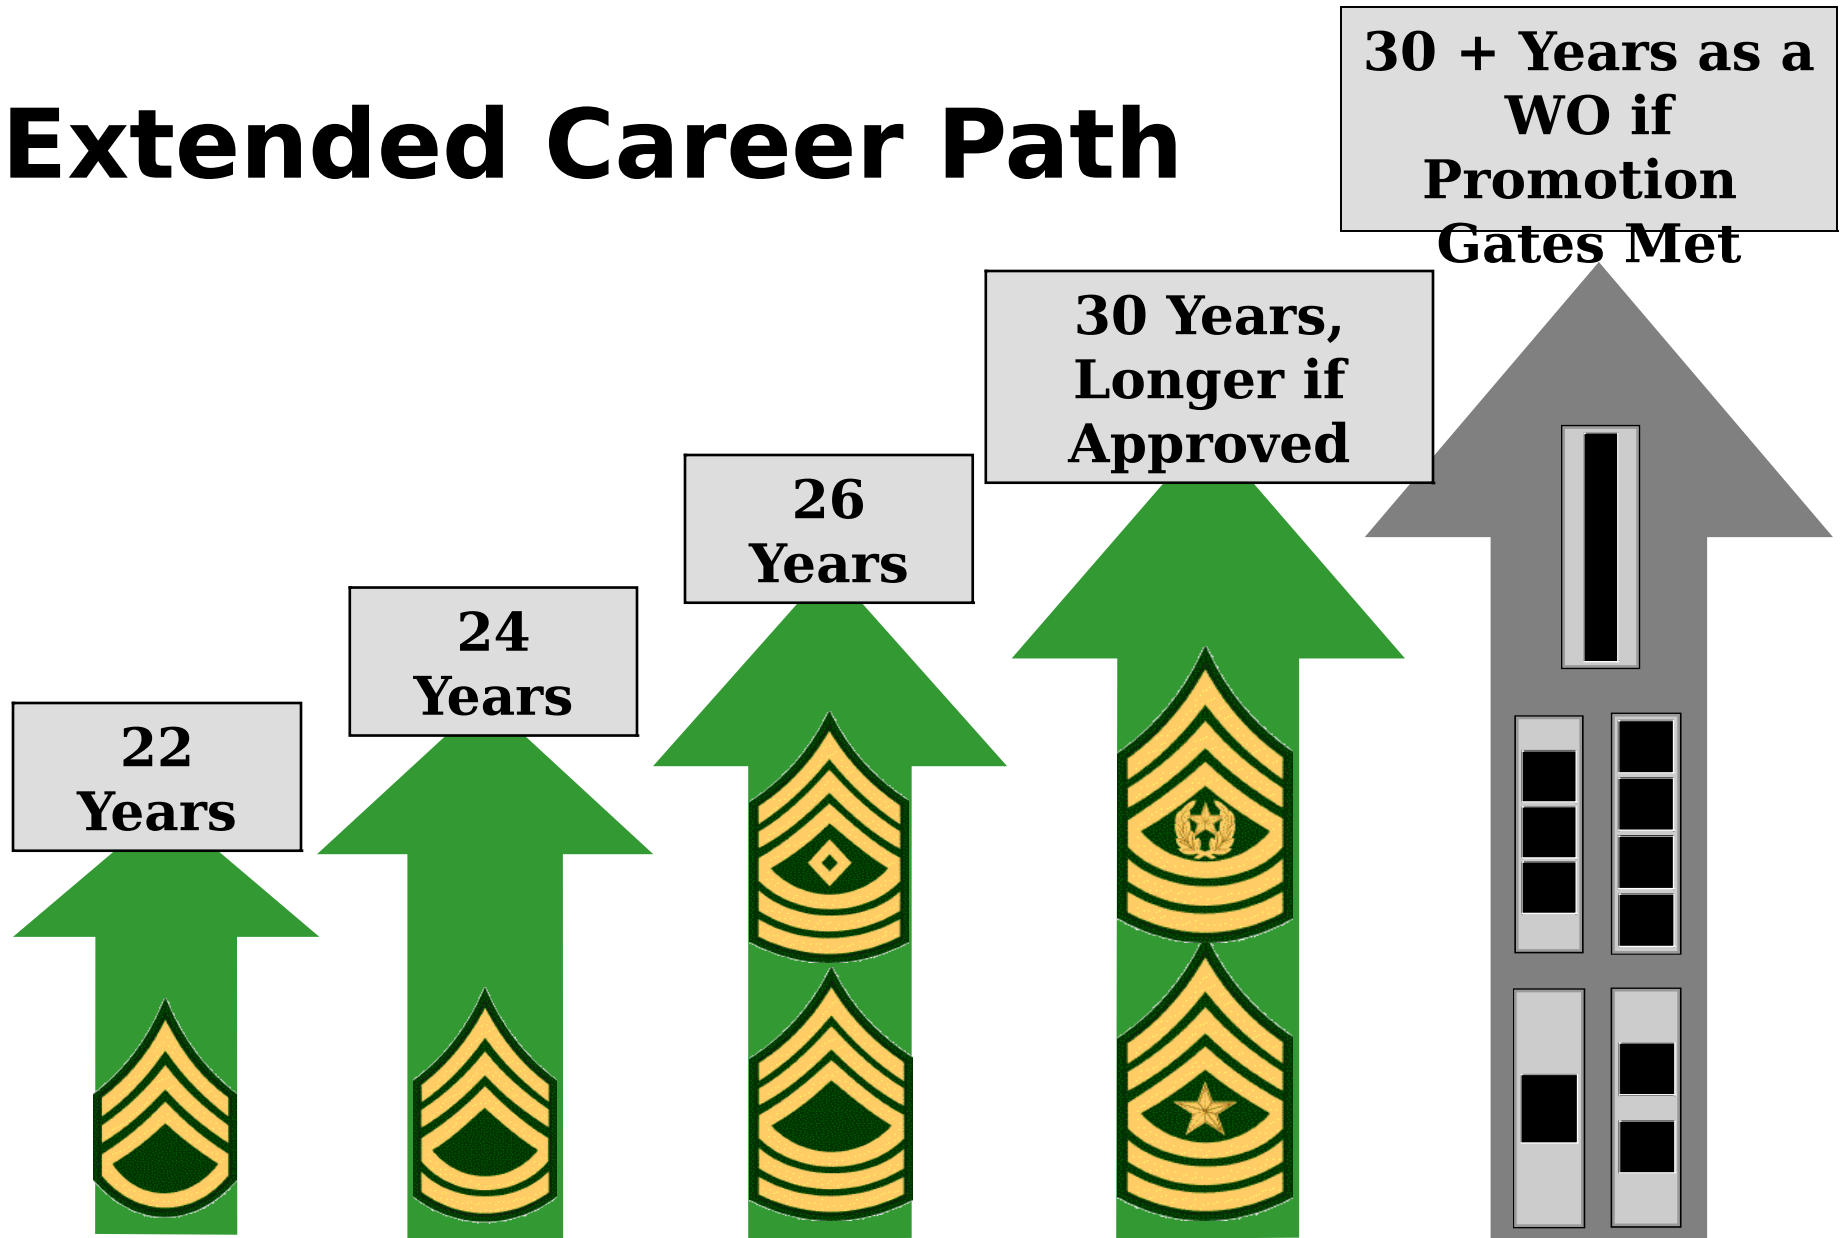 Extended Career Path
30 + Years as a
WO if
Promotion
Gates Met
30 Years,
Longer if
Approved
26
Years
24
Years
22
Years